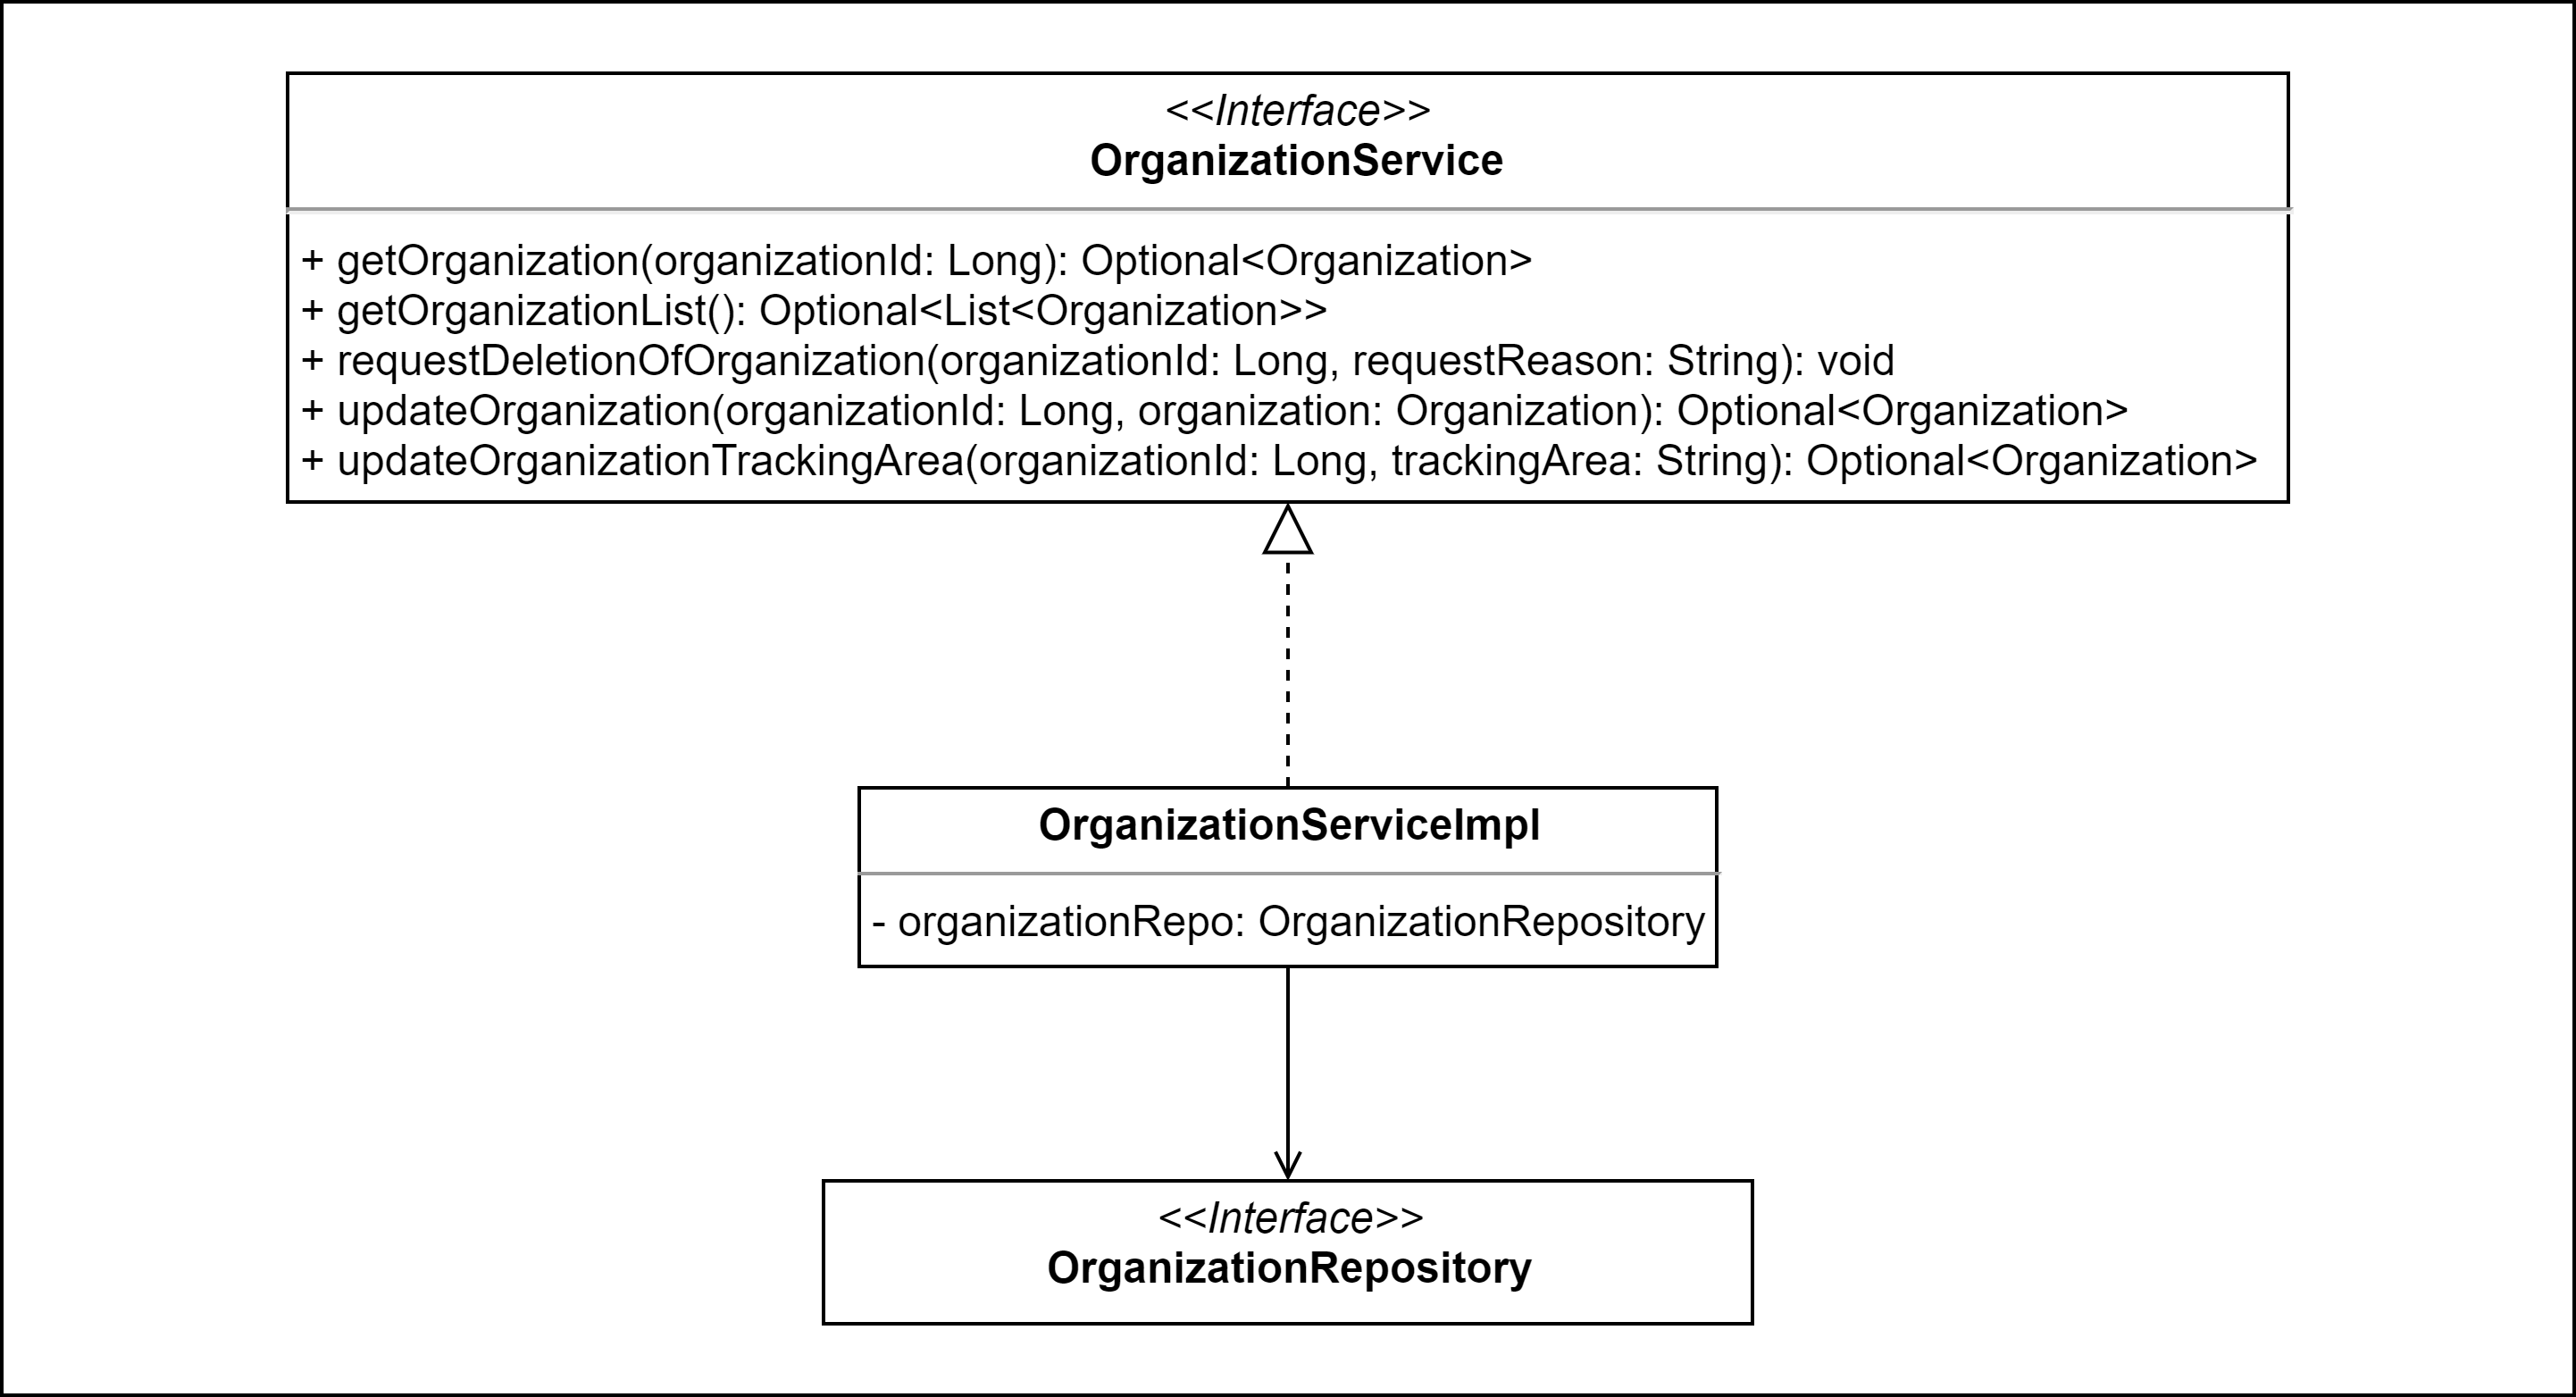 <<Interface>>
OrganizationService
+ getOrganization(organizationId: Long): Optional<Organization>
+ getOrganizationList(): Optional<List<Organization>>
+ requestDeletionOfOrganization(organizationId: Long, requestReason: String): void
+ updateOrganization(organizationId: Long, organization: Organization): Optional<Organization>
+ updateOrganizationTrackingArea(organizationId: Long, trackingArea: String): Optional<Organization>
OrganizationServiceImpl
- organizationRepo: OrganizationRepository
<<Interface>>
OrganizationRepository